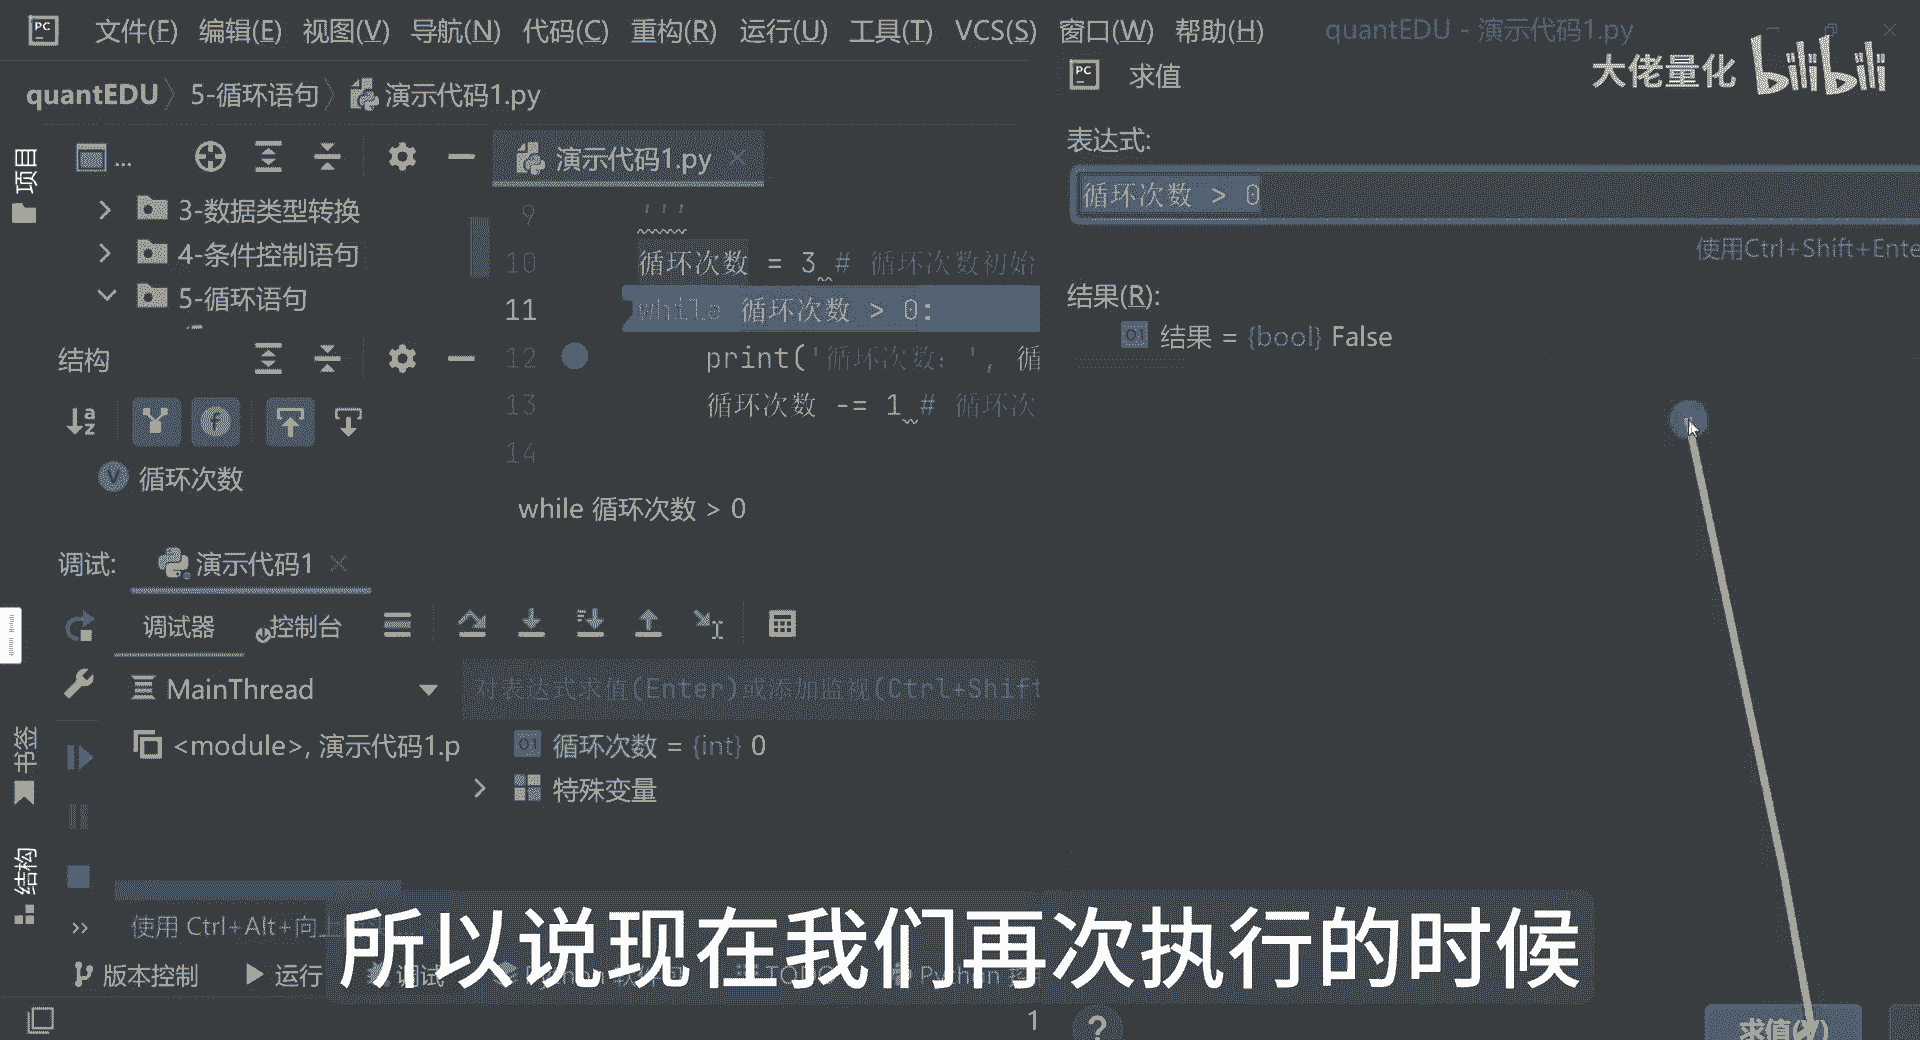 PC 文件(F) 编辑(E) 视图(V) 导航(N) 代码(C) 重构(R) 运行(U) 工具(T) VCS(S) 窗口(W) 帮助(H) quantEDU - 演示代码1.py
quantEDU 5-循环语句 演示代码1.py
PC 求值
大佬量化 bilibili
项目
... 演示代码1.py
表达式:
循环次数 > 0
使用Ctrl+Shift+Ente
结果(R):
01 结果 = {bool} False
3-数据类型转换
4-条件控制语句
5-循环语句
9 '''
10 循环次数 = 3 # 循环次数初始
11 while 循环次数 > 0:
12 print('循环次数: ', 循
13 循环次数 -= 1 # 循环次
14
while 循环次数 > 0
结构
V 循环次数
调试: 演示代码1
调试器 控制台
MainThread
对表达式求值(Enter)或添加监视(Ctrl+Shift
<module>, 演示代码1.p
01 循环次数 = {int} 0
特殊变量
书签
结构
使用 Ctrl+Alt+向上
所以说现在我们再次执行的时候
版本控制 运行 调试
1
?
求值(V)